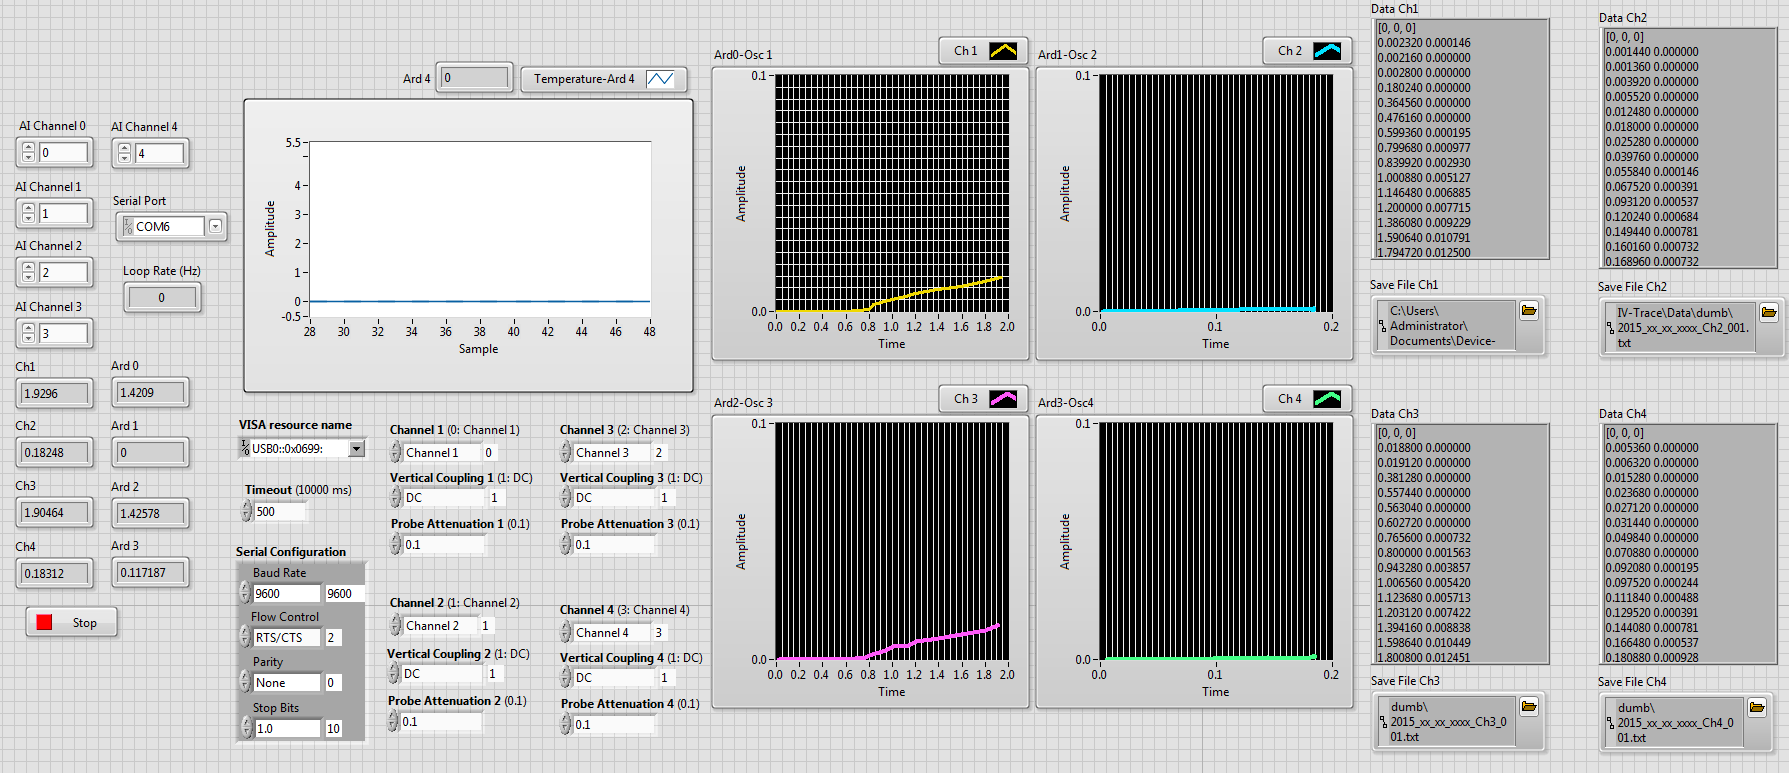 AI Channel 0
0
AI Channel 4
4
AI Channel 1
1
Serial Port
COM6
AI Channel 2
2
Loop Rate (Hz)
0
AI Channel 3
3
Ch1
1.9296
Ard 0
1.4209
Ch2
0.18248
Ard 1
0
Ch3
1.90464
Ard 2
1.42578
Ch4
0.18312
Ard 3
0.117187
Stop
Ard 4
0
Temperature-Ard 4
Amplitude
5.5
4
3
2
1
0
-0.5
28 30 32 34 36 38 40 42 44 46 48
Sample
VISA resource name
USB0::0x0699:
Timeout (10000 ms)
500
Serial Configuration
Baud Rate
9600 9600
Flow Control
RTS/CTS 2
Parity
None 0
Stop Bits
1.0 10
Channel 1 (0: Channel 1)
Channel 1 0
Vertical Coupling 1 (1: DC)
DC 1
Probe Attenuation 1 (0.1)
0.1
Channel 3 (2: Channel 3)
Channel 3 2
Vertical Coupling 3 (1: DC)
DC 1
Probe Attenuation 3 (0.1)
0.1
Channel 2 (1: Channel 2)
Channel 2 1
Vertical Coupling 2 (1: DC)
DC 1
Probe Attenuation 2 (0.1)
0.1
Channel 4 (3: Channel 4)
Channel 4 3
Vertical Coupling 4 (1: DC)
DC 1
Probe Attenuation 4 (0.1)
0.1
Ard0-Osc 1
Ch 1
0.1
Amplitude
0.0
0.0 0.2 0.4 0.6 0.8 1.0 1.2 1.4 1.6 1.8 2.0
Time
Ard1-Osc 2
Ch 2
0.1
Amplitude
0.0
0.0 0.1 0.2
Time
Ard2-Osc 3
Ch 3
0.1
Amplitude
0.0
0.0 0.2 0.4 0.6 0.8 1.0 1.2 1.4 1.6 1.8 2.0
Time
Ard3-Osc4
Ch 4
0.1
Amplitude
0.0
0.0 0.1 0.2
Time
Data Ch1
[0, 0, 0]
0.002320 0.000146
0.002160 0.000000
0.002800 0.000000
0.180240 0.000000
0.364560 0.000000
0.476160 0.000000
0.599360 0.000195
0.799680 0.000977
0.839920 0.002930
1.000880 0.005127
1.146480 0.006885
1.200000 0.007715
1.386080 0.009229
1.590640 0.010791
1.794720 0.012500
Save File Ch1
C:\Users\
Administrator\
Documents\Device-
Data Ch2
[0, 0, 0]
0.001440 0.000000
0.001360 0.000000
0.003920 0.000000
0.005520 0.000000
0.012480 0.000000
0.018000 0.000000
0.025280 0.000000
0.039760 0.000000
0.055840 0.000146
0.067520 0.000391
0.093120 0.000537
0.120240 0.000684
0.149440 0.000781
0.160160 0.000732
0.168960 0.000732
Save File Ch2
IV-Trace\Data\dumb\
2015_xx_xx_xxxx_Ch2_001.
txt
Data Ch3
[0, 0, 0]
0.018800 0.000000
0.019120 0.000000
0.381280 0.000000
0.557440 0.000000
0.563040 0.000000
0.602720 0.000000
0.765600 0.000732
0.800000 0.001563
0.943280 0.003857
1.006560 0.005420
1.123680 0.005713
1.203120 0.007422
1.394160 0.008838
1.598640 0.010449
1.800800 0.012451
Save File Ch3
dumb\
2015_xx_xx_xxxx_Ch3_0
01.txt
Data Ch4
[0, 0, 0]
0.005360 0.000000
0.006320 0.000000
0.015280 0.000000
0.023680 0.000000
0.027120 0.000000
0.031440 0.000000
0.049840 0.000000
0.070880 0.000000
0.092080 0.000195
0.097520 0.000244
0.111840 0.000488
0.129520 0.000391
0.144080 0.000781
0.166480 0.000537
0.180880 0.000928
Save File Ch4
dumb\
2015_xx_xx_xxxx_Ch4_0
01.txt